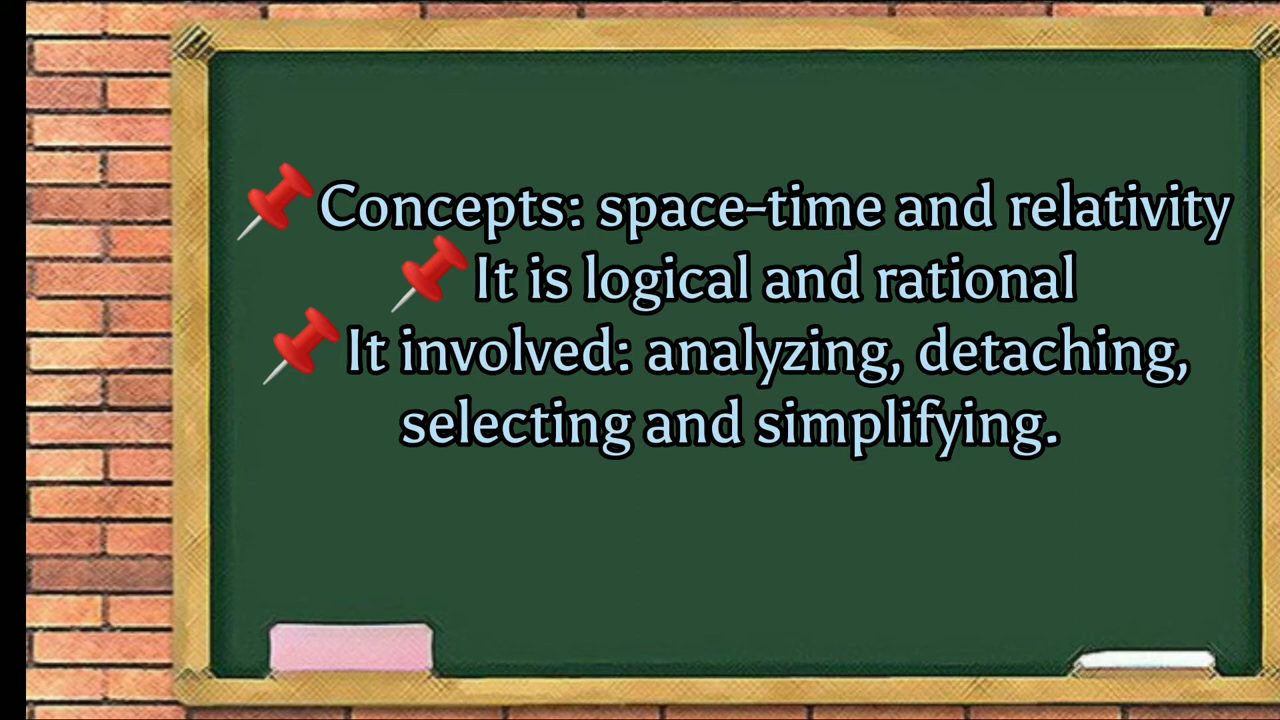 📌Concepts: space-time and relativity
📌It is logical and rational
📌It involved: analyzing, detaching,
selecting and simplifying.